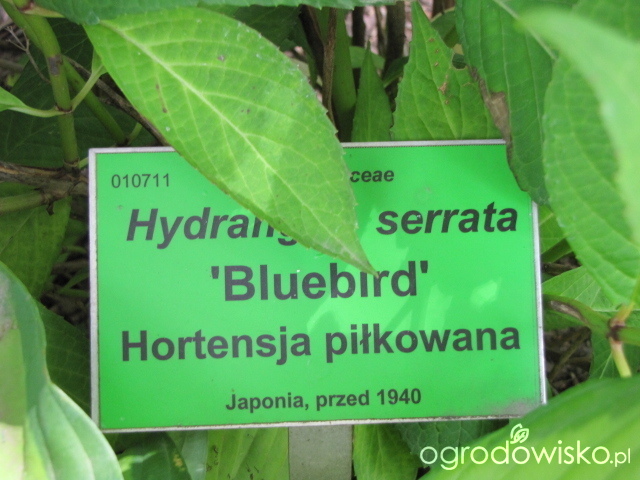 010711 ceae
Hydrang serrata
'Bluebird'
Hortensja piłkowana
Japonia, przed 1940
ogrodowisko.pl